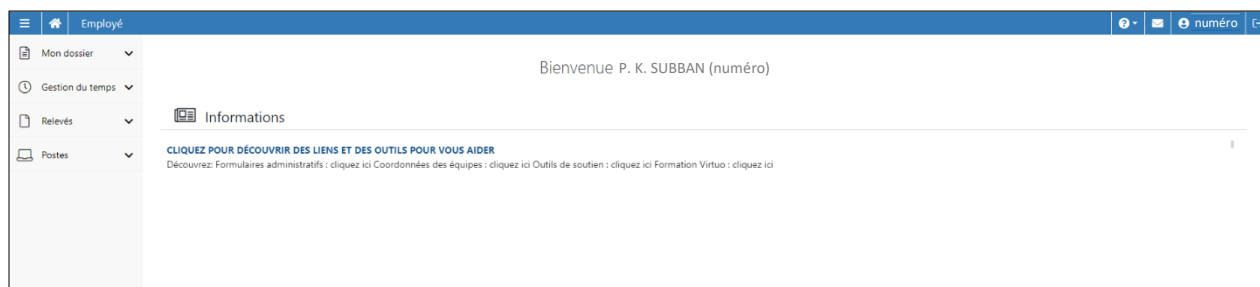 Employé
numéro
Mon dossier
Gestion du temps
Relevés
Postes
Bienvenue P. K. SUBBAN (numéro)
Informations
CLIQUEZ POUR DÉCOUVRIR DES LIENS ET DES OUTILS POUR VOUS AIDER
Découvrez: Formulaires administratifs : cliquez ici Coordonnées des équipes : cliquez ici Outils de soutien : cliquez ici Formation Virtuo : cliquez ici